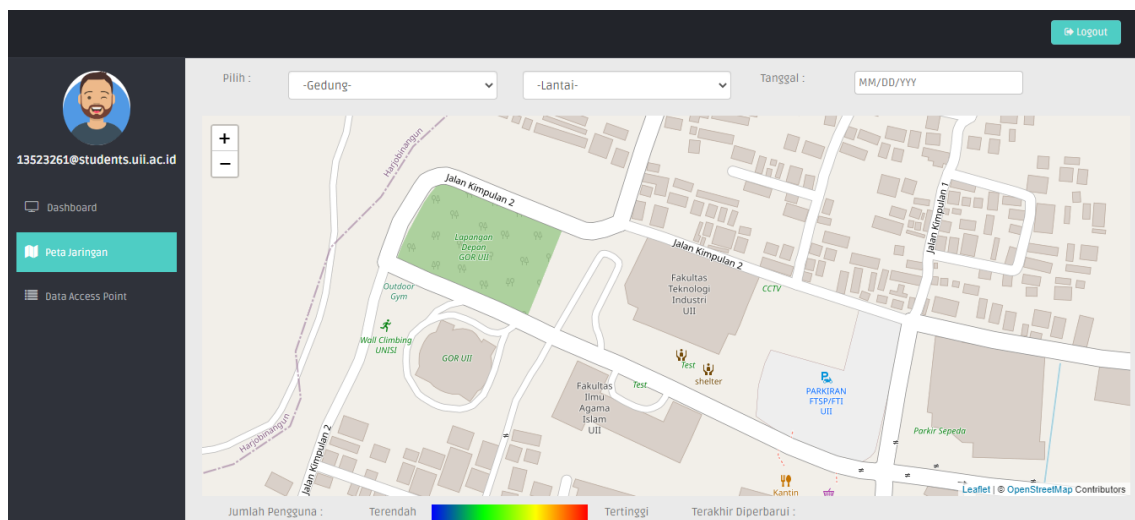 Logout
13523261@students.uii.ac.id
Dashboard
Peta Jaringan
Data Access Point
Pilih :
-Gedung-
-Lantai-
Tanggal :
MM/DD/YYY
+
−
Harjobinangun
Jalan Kimpulan 2
Lapangan
Depan
GOR UII
Outdoor
Gym
Wall Climbing
UNISI
GOR UII
Jalan Kimpulan 2
Fakultas
Teknologi
Industri
UII
CCTV
Jalan Kimpulan 1
Test
shelter
Test
Fakultas
Ilmu
Agama
Islam
UII
PARKIRAN
FTSP/FTI
UII
Parkir Sepeda
Harjobinangun
Jalan Kimpulan 2
Kantin
Leaflet | © OpenStreetMap Contributors
Jumlah Pengguna :
Terendah
Tertinggi
Terakhir Diperbarui :